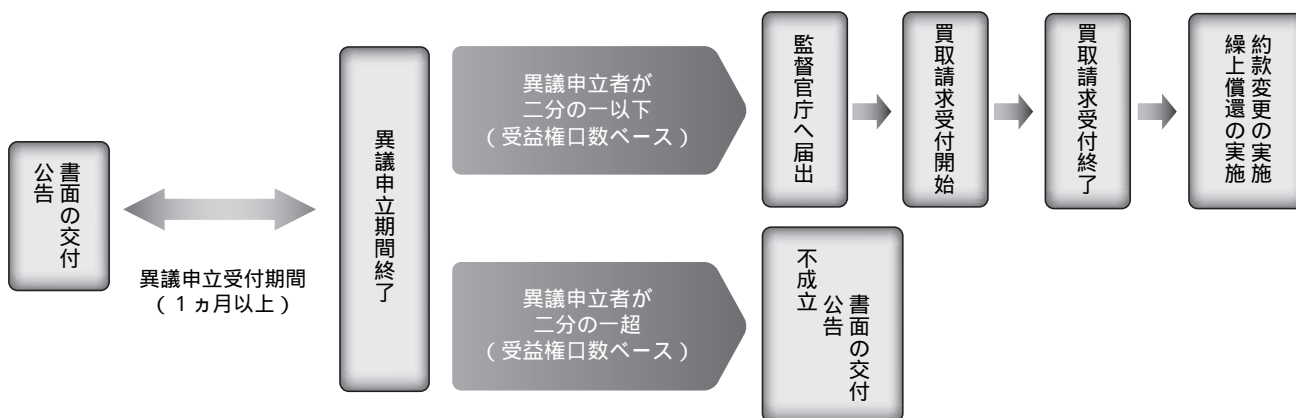 書面の交付
公告
異議申立受付期間
(1ヵ月以上)
異議申立期間終了
異議申立者が
二分の一以下
(受益権口数ベース)
監督官庁へ届出
買取請求受付開始
買取請求受付終了
約款変更の実施
繰上償還の実施
異議申立者が
二分の一超
(受益権口数ベース)
書面の交付
公告
不成立